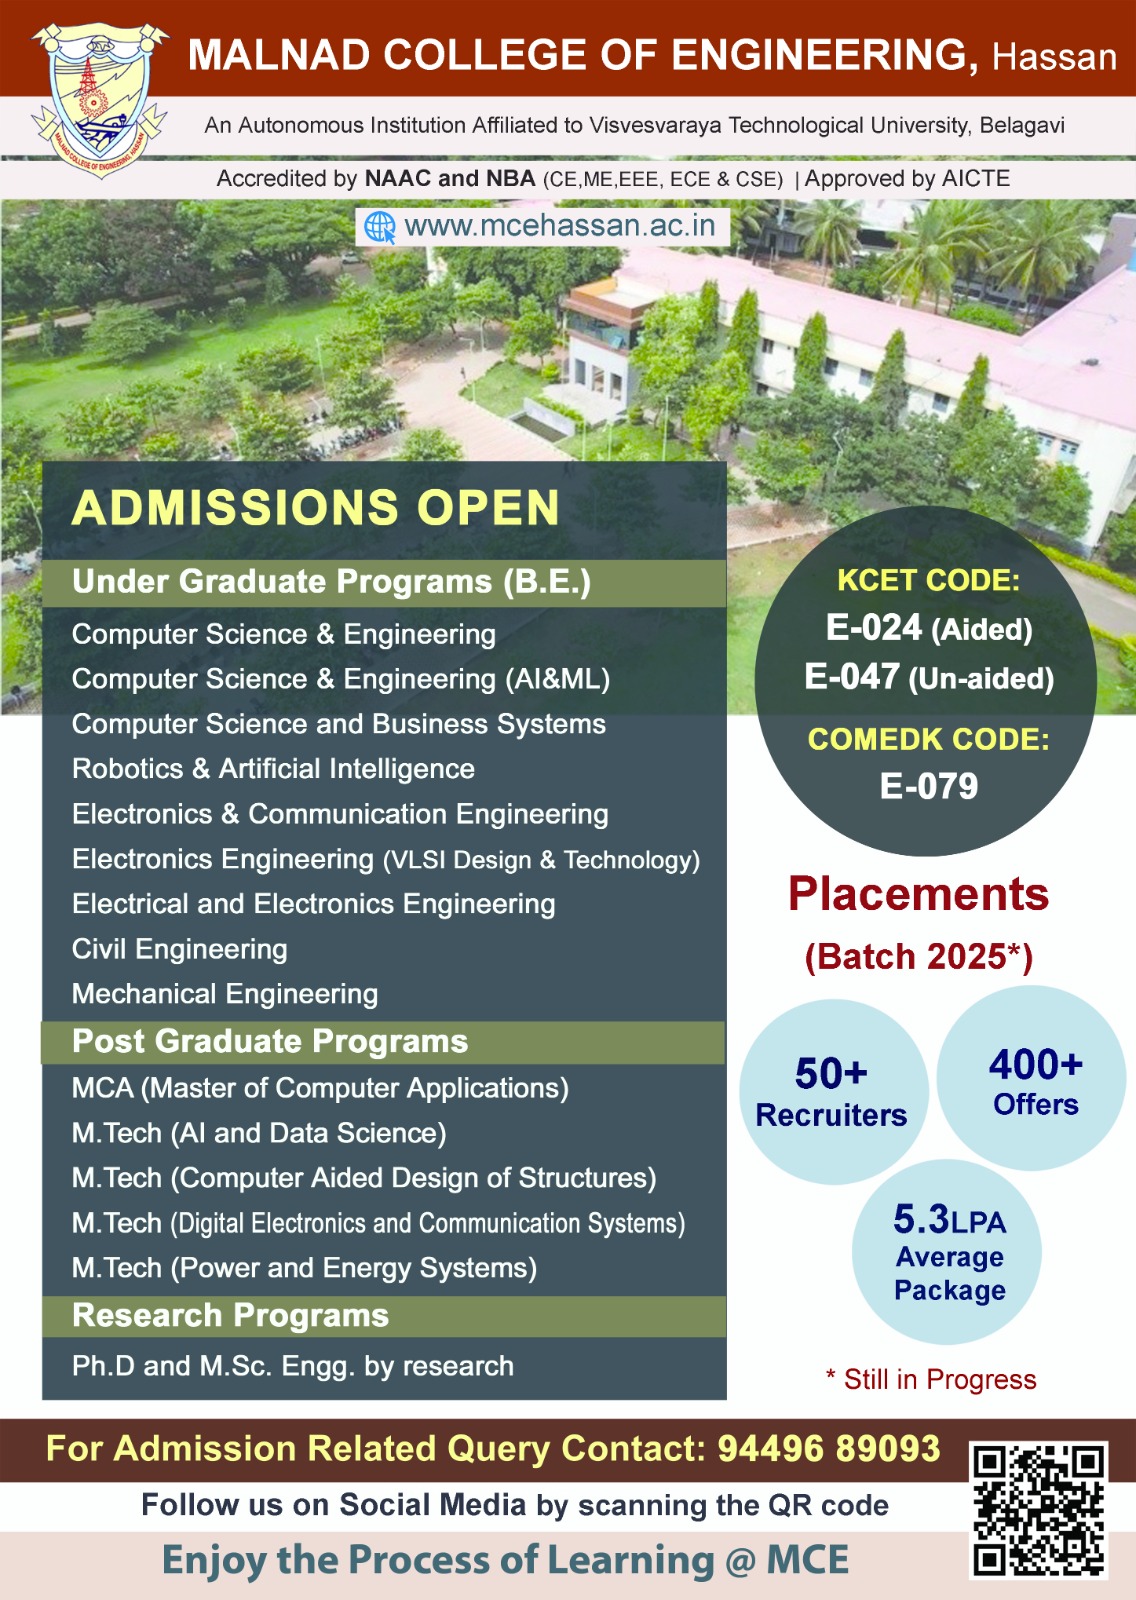 MALNAD COLLEGE OF ENGINEERING, Hassan
MALNAD COLLEGE OF ENGINEERING, HASSAN
An Autonomous Institution Affiliated to Visvesvaraya Technological University, Belagavi
Accredited by NAAC and NBA (CE,ME,EEE, ECE & CSE) | Approved by AICTE
www.mcehassan.ac.in
ADMISSIONS OPEN
Under Graduate Programs (B.E.)
Computer Science & Engineering
Computer Science & Engineering (AI&ML)
Computer Science and Business Systems
Robotics & Artificial Intelligence
Electronics & Communication Engineering
Electronics Engineering (VLSI Design & Technology)
Electrical and Electronics Engineering
Civil Engineering
Mechanical Engineering
Post Graduate Programs
MCA (Master of Computer Applications)
M.Tech (AI and Data Science)
M.Tech (Computer Aided Design of Structures)
M.Tech (Digital Electronics and Communication Systems)
M.Tech (Power and Energy Systems)
Research Programs
Ph.D and M.Sc. Engg. by research
KCET CODE:
E-024 (Aided)
E-047 (Un-aided)
COMEDK CODE:
E-079
Placements
(Batch 2025*)
50+
Recruiters
400+
Offers
5.3LPA
Average
Package
* Still in Progress
For Admission Related Query Contact: 94496 89093
Follow us on Social Media by scanning the QR code
Enjoy the Process of Learning @ MCE